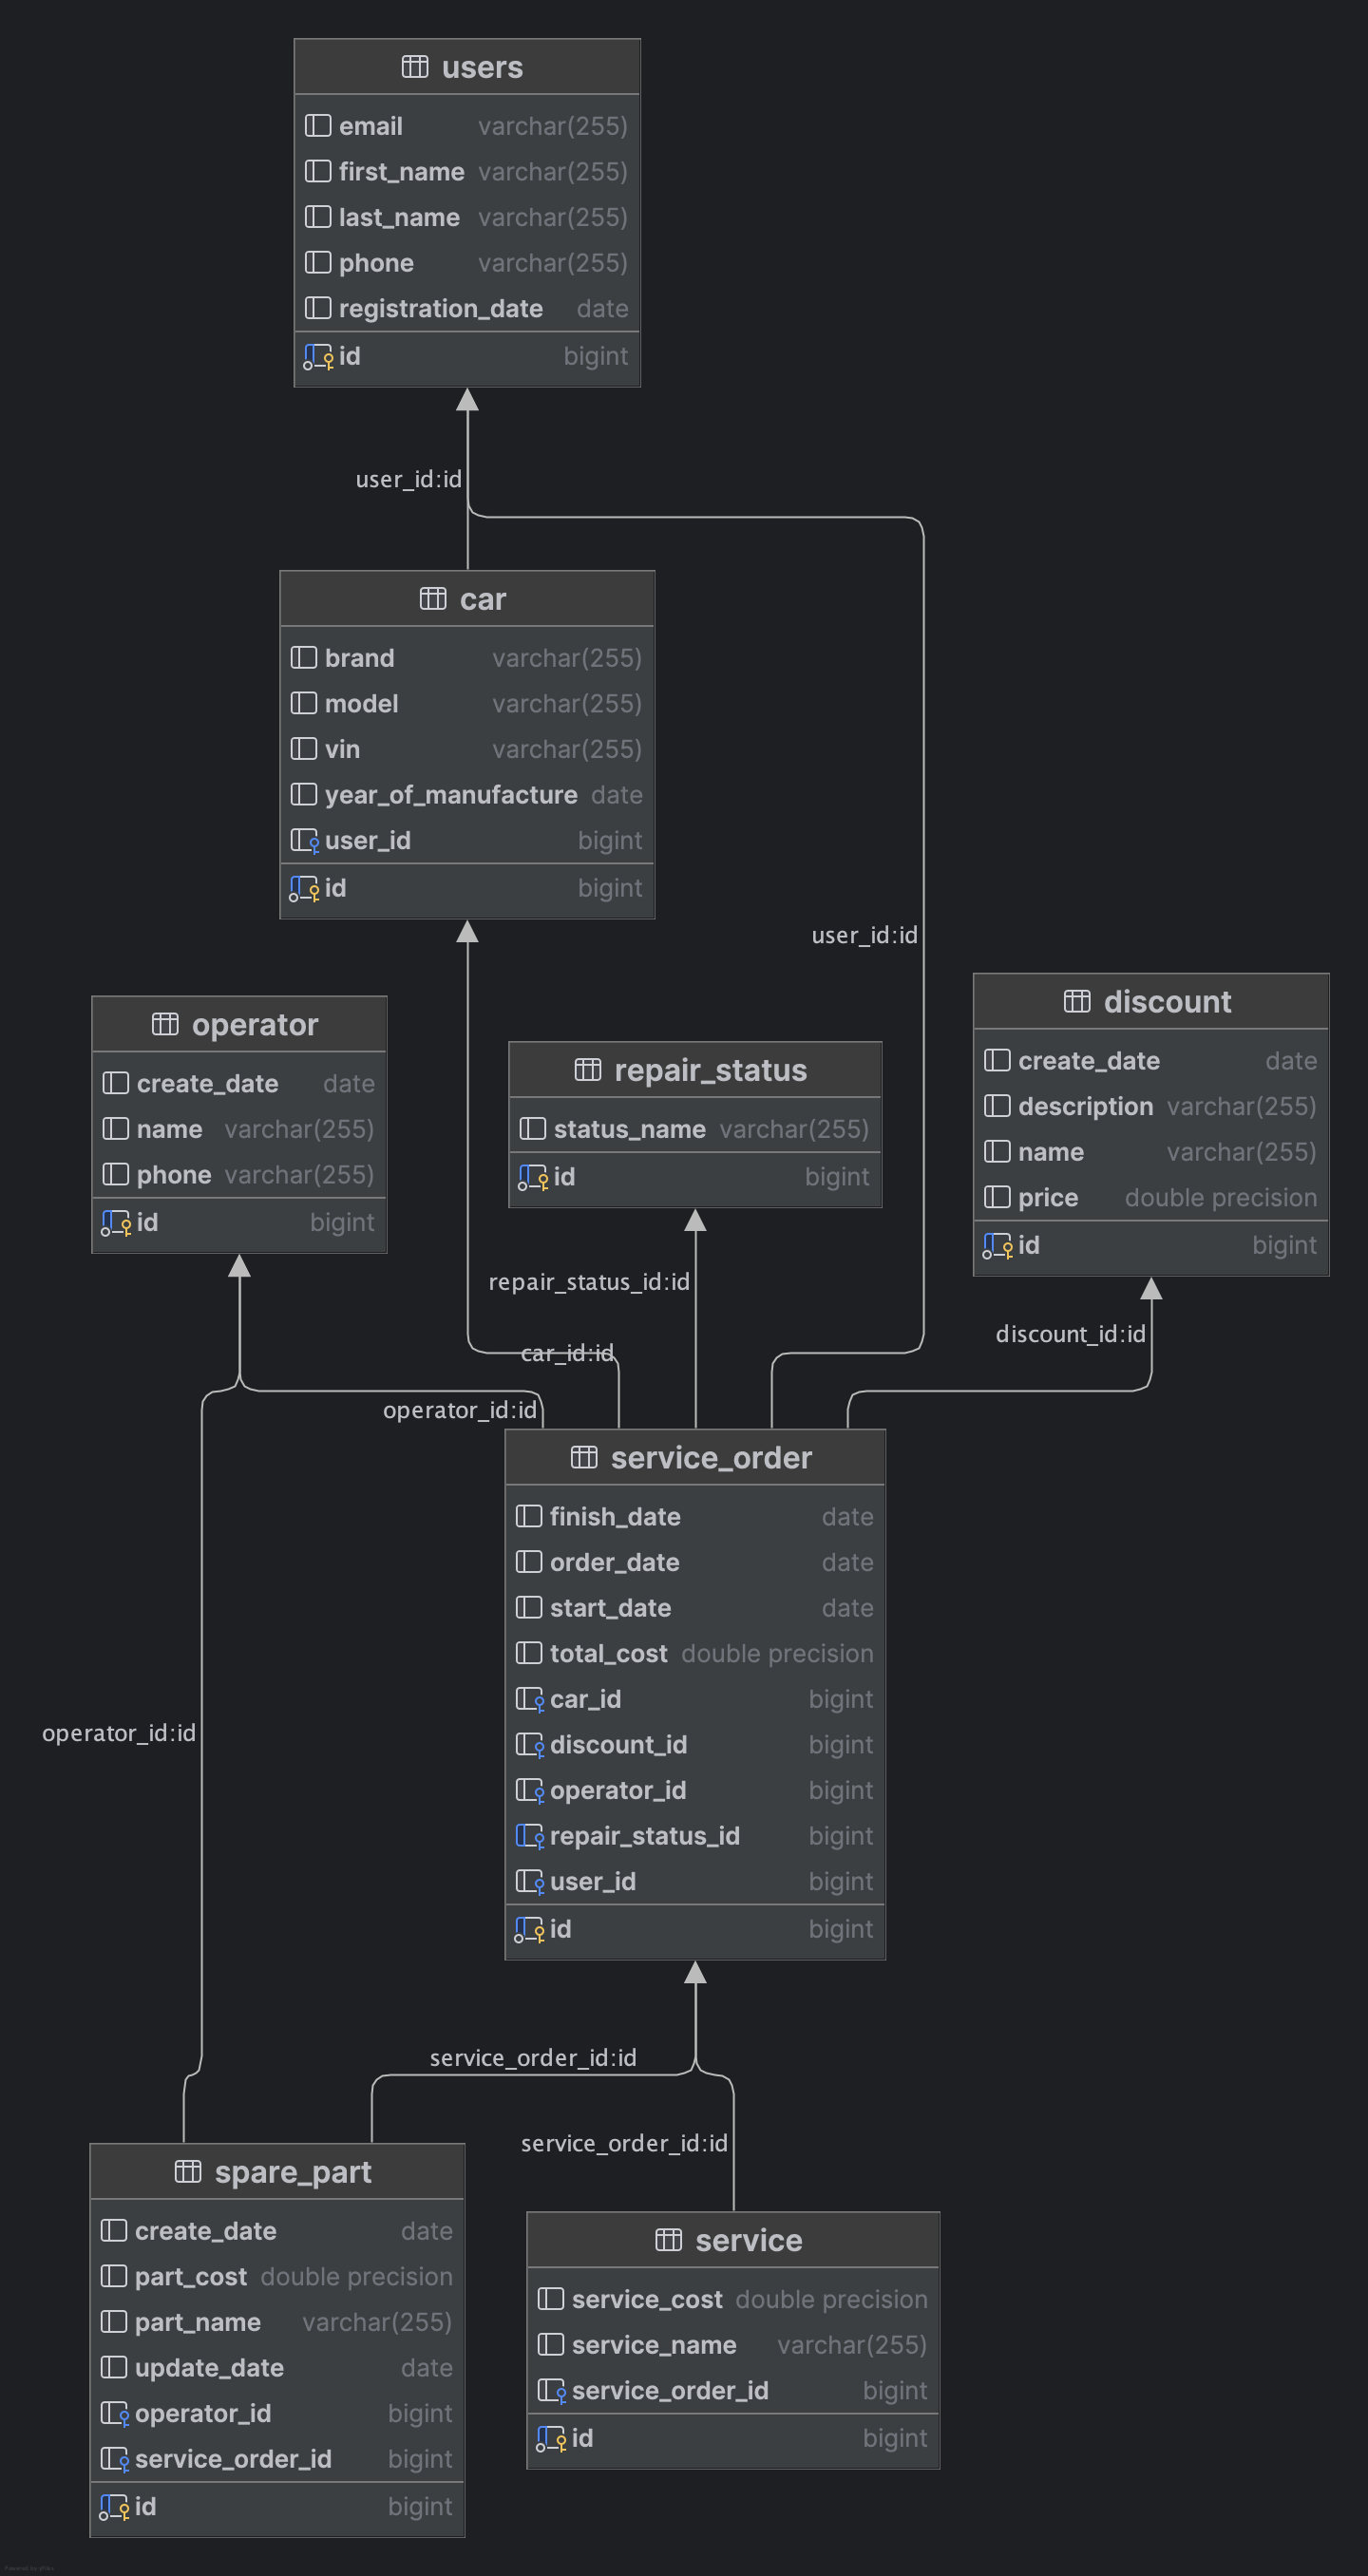 users
email varchar(255)
first_name varchar(255)
last_name varchar(255)
phone varchar(255)
registration_date date
id bigint
user_id:id
car
brand varchar(255)
model varchar(255)
vin varchar(255)
year_of_manufacture date
user_id bigint
id bigint
user_id:id
operator
create_date date
name varchar(255)
phone varchar(255)
id bigint
repair_status
status_name varchar(255)
id bigint
discount
create_date date
description varchar(255)
name varchar(255)
price double precision
id bigint
repair_status_id:id
discount_id:id
car_id:id
operator_id:id
service_order
finish_date date
order_date date
start_date date
total_cost double precision
car_id bigint
discount_id bigint
operator_id bigint
repair_status_id bigint
user_id bigint
id bigint
operator_id:id
service_order_id:id
service_order_id:id
spare_part
create_date date
part_cost double precision
part_name varchar(255)
update_date date
operator_id bigint
service_order_id bigint
id bigint
service
service_cost double precision
service_name varchar(255)
service_order_id bigint
id bigint
Powered by yFiles